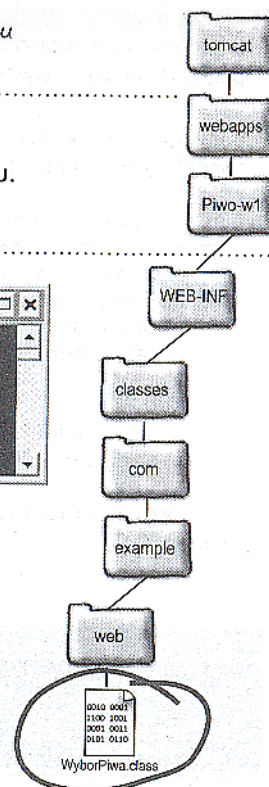 u
tomcat
webapps
J.
Piwo-w1
WEB-INF
classes
com
example
web
0010 0001
1100 1001
0001 0011
0101 0110
WyborPiwa.class